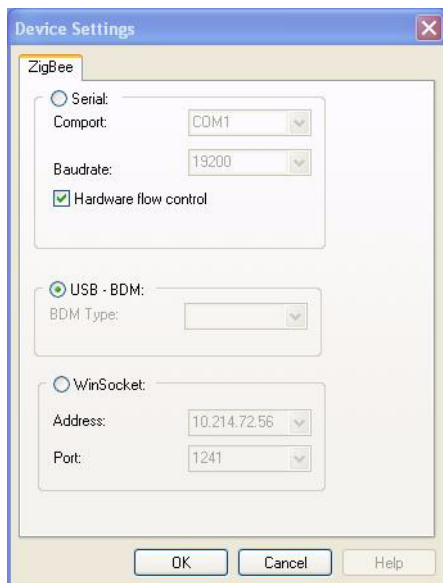 Device Settings
ZigBee
Serial:
Comport: COM1
Baudrate: 19200
Hardware flow control
USB - BDM:
BDM Type:
WinSocket:
Address: 10.214.72.56
Port: 1241
OK Cancel Help